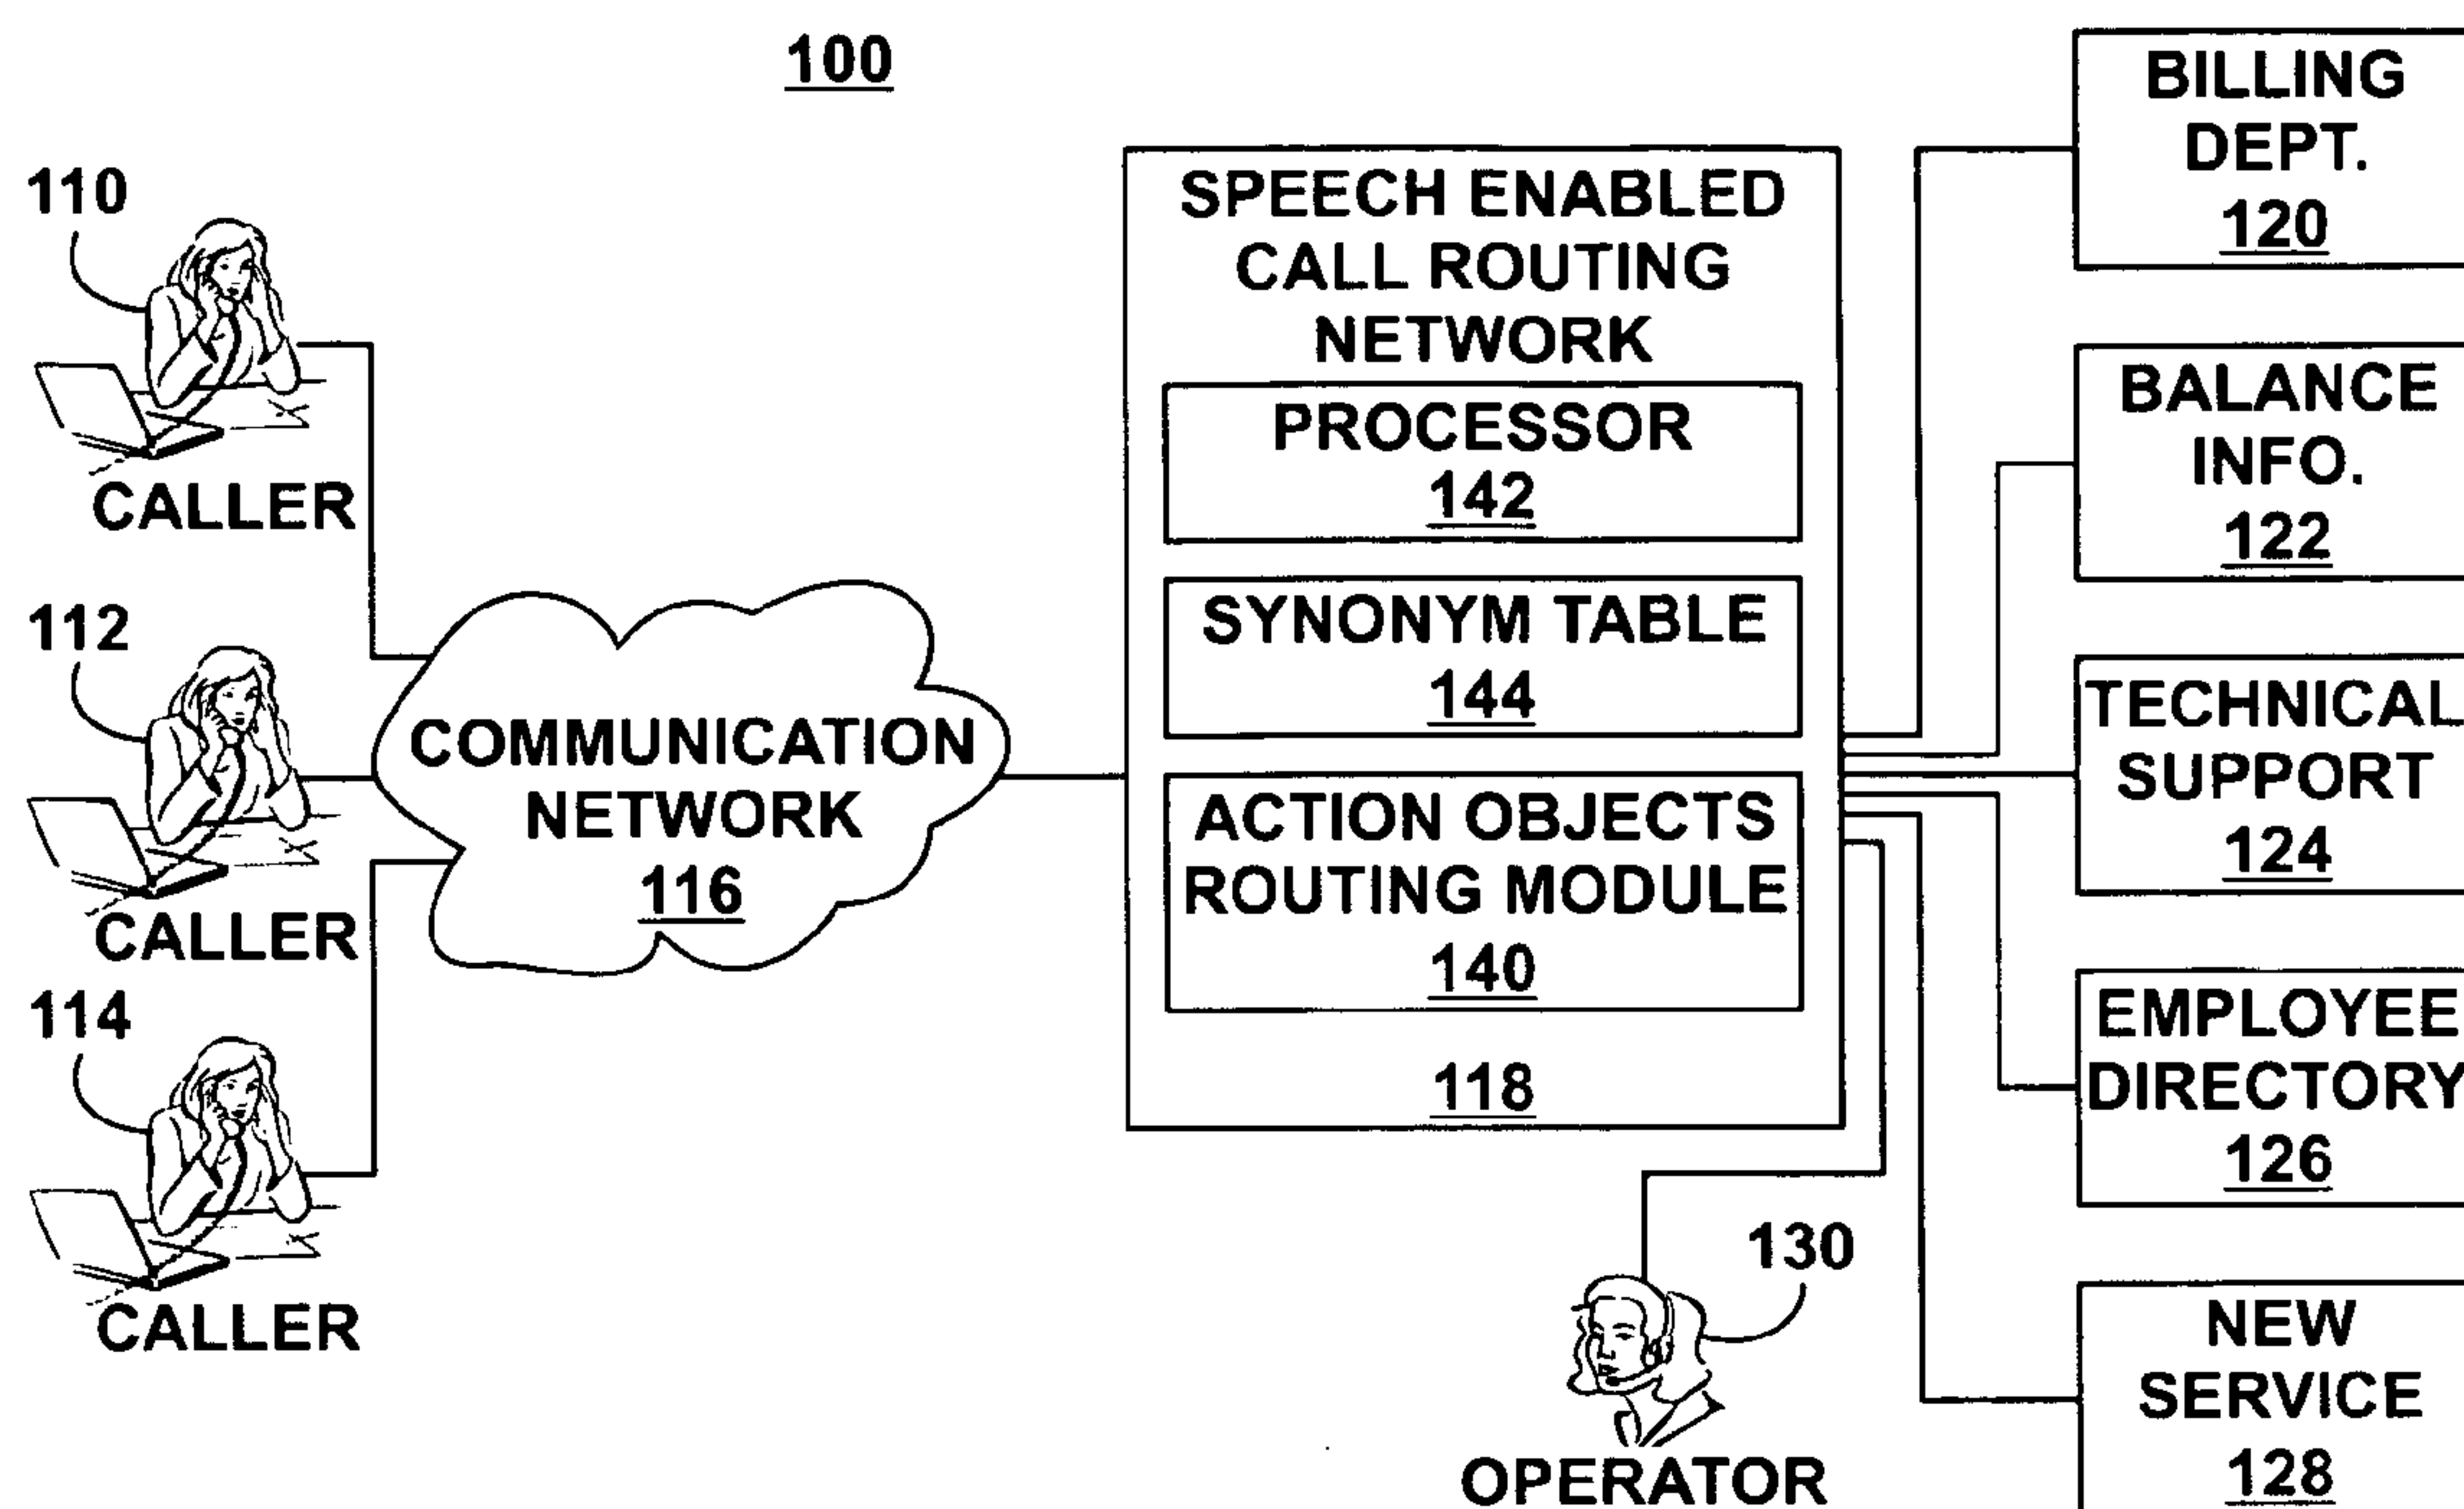 100
110
CALLER
112
CALLER
114
CALLER
COMMUNICATION
NETWORK
116
SPEECH ENABLED
CALL ROUTING
NETWORK
PROCESSOR
142
SYNONYM TABLE
144
ACTION OBJECTS
ROUTING MODULE
140
118
130
OPERATOR
BILLING
DEPT.
120
BALANCE
INFO.
122
TECHNICAL
SUPPORT
124
EMPLOYEE
DIRECTORY
126
NEW
SERVICE
128